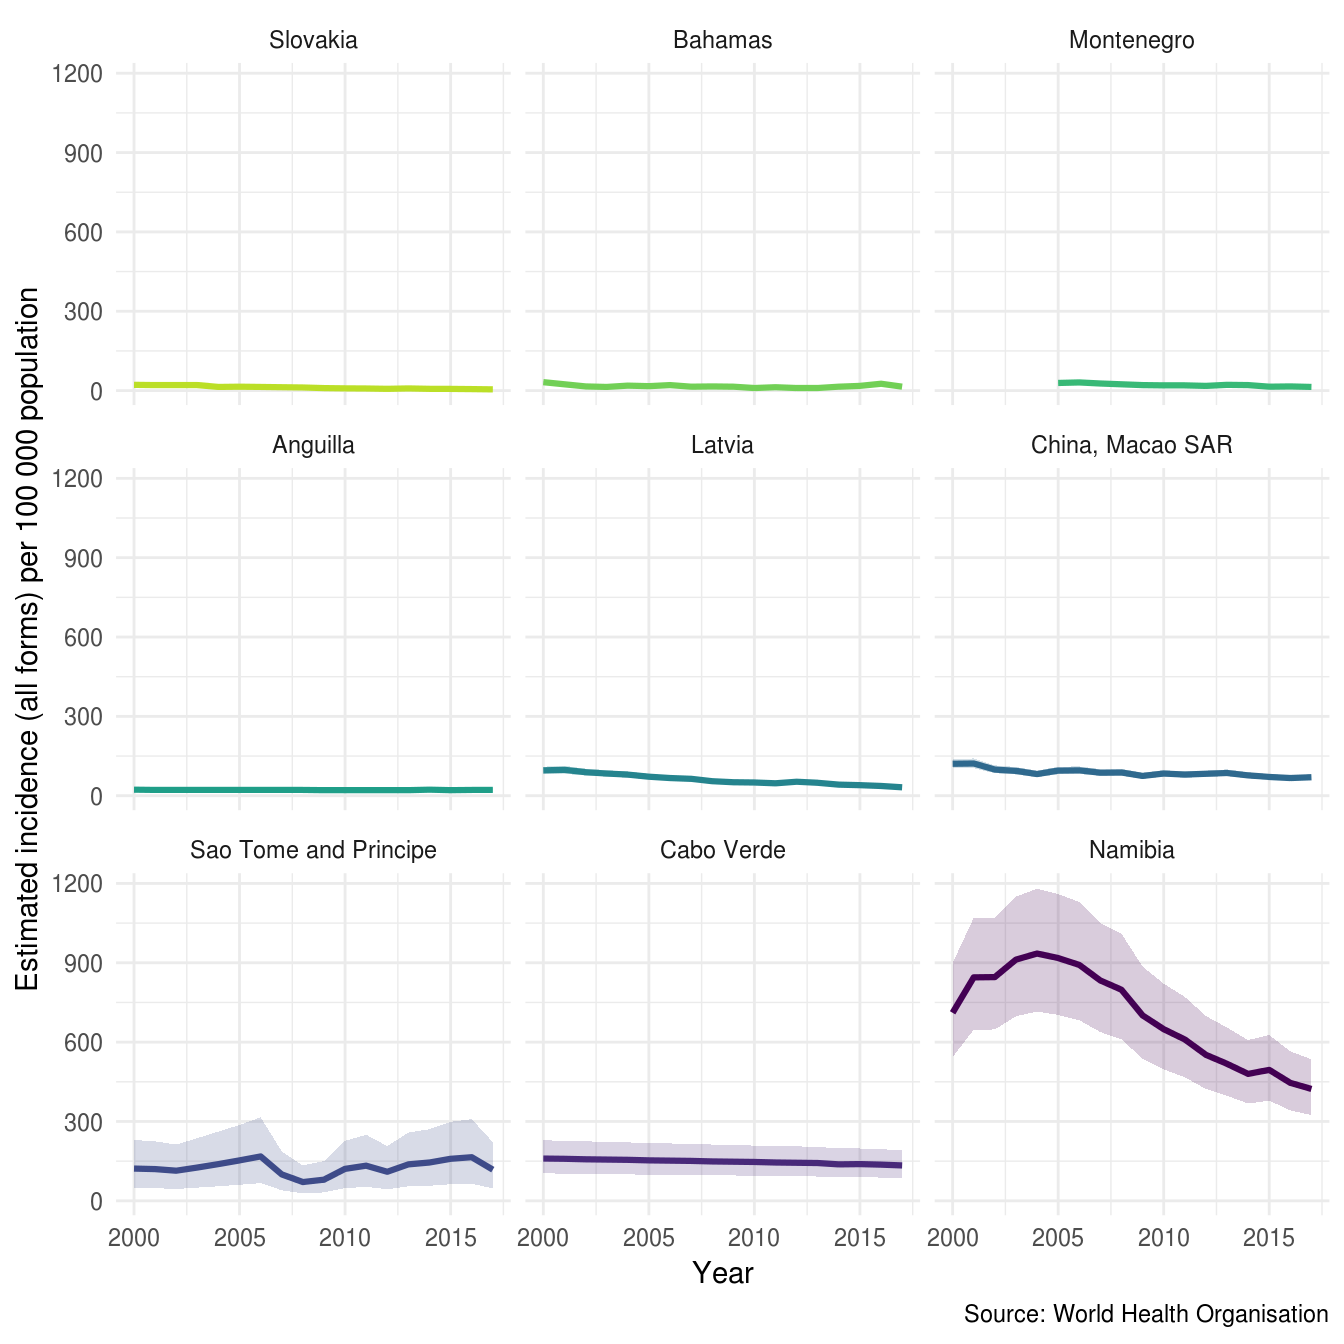 Slovakia Bahamas Montenegro
1200
900
600
300
0
Anguilla Latvia China, Macao SAR
1200
900
600
300
0
Sao Tome and Principe Cabo Verde Namibia
1200
900
600
300
0
2000 2005 2010 2015 2000 2005 2010 2015 2000 2005 2010 2015
Estimated incidence (all forms) per 100 000 population
Year
Source: World Health Organisation